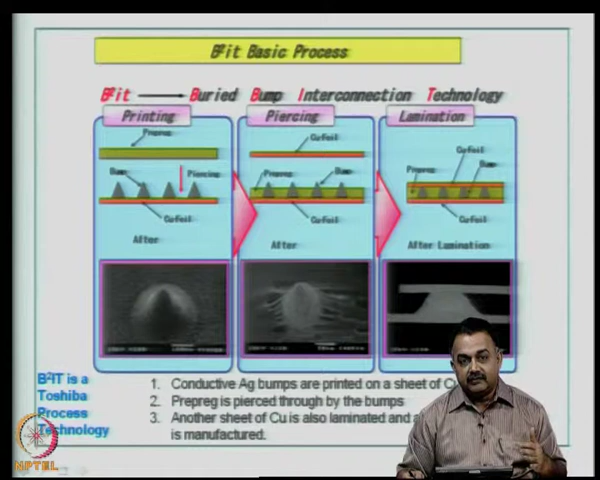 B²it Basic Process
B²it → Buried Bump Interconnection Technology
Printing
Piercing
Lamination
Prepreg
Bump
Piercing
Cu Foil
After
Cu Foil
Prepreg
Bump
Cu Foil
After
Cu Foil
Prepreg
Bump
Cu Foil
After Lamination
B²IT is a
Toshiba
Process
Technology
1. Conductive Ag bumps are printed on a sheet of
2. Prepreg is pierced through by the bumps
3. Another sheet of Cu is also laminated and
is manufactured.
NPTEL